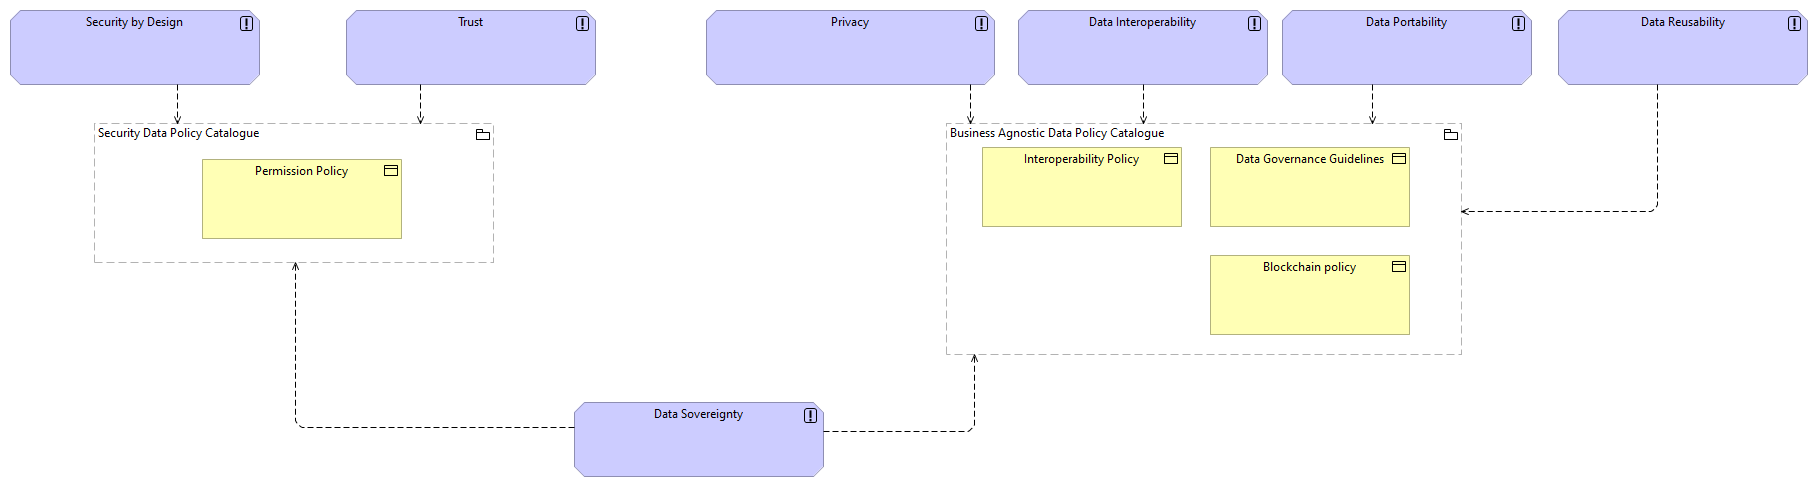 Security by Design
Trust
Privacy
Data Interoperability
Data Portability
Data Reusability
Security Data Policy Catalogue
Permission Policy
Business Agnostic Data Policy Catalogue
Interoperability Policy
Data Governance Guidelines
Blockchain policy
Data Sovereignty